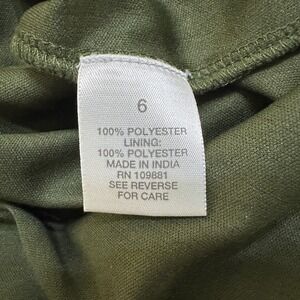 6
100% POLYESTER
LINING:
100% POLYESTER
MADE IN INDIA
RN 109881
SEE REVERSE
FOR CARE